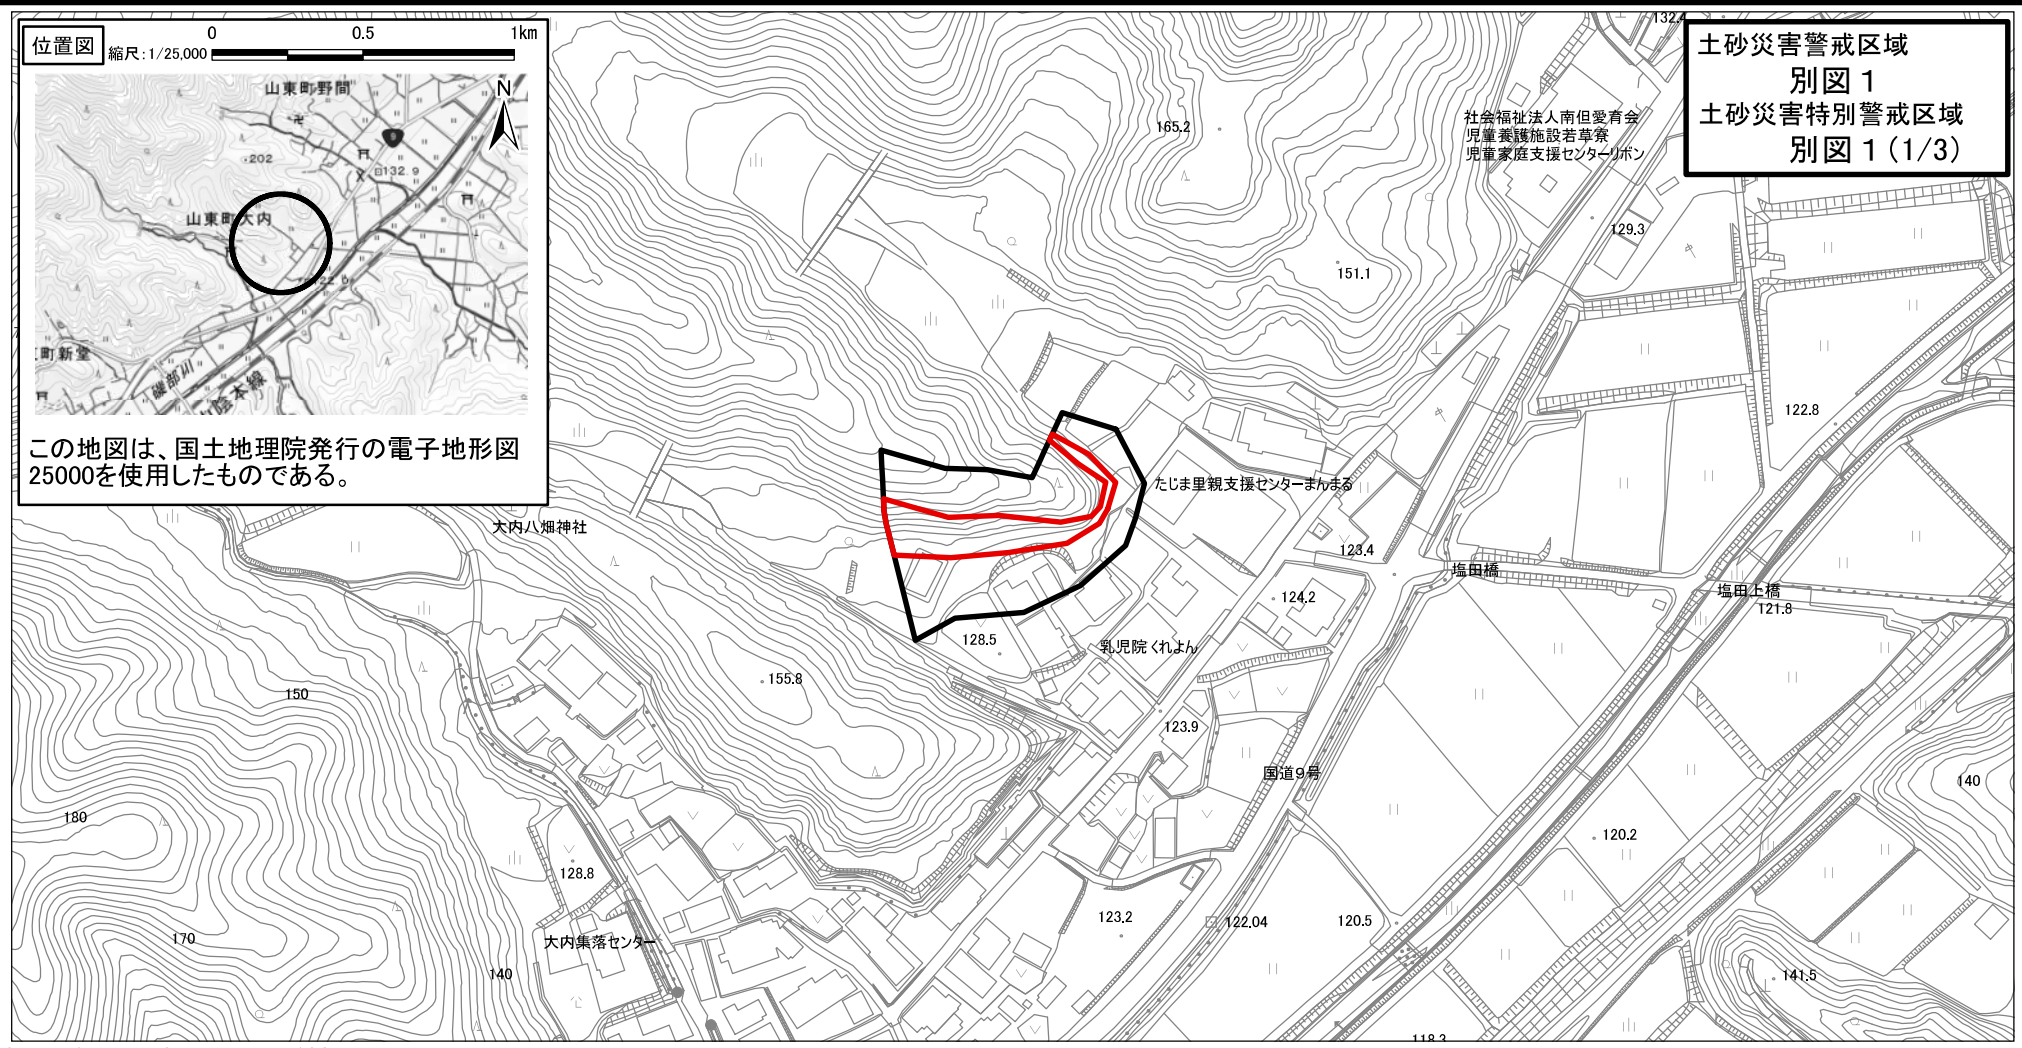 位置図
縮尺:1/25,000
0
0.5
1km
N
山東町野間
202
9
132.9
山東町大内
町新堂
磯部川
山陰本線
この地図は、国土地理院発行の電子地形図
25000を使用したものである。
土砂災害警戒区域
別図1
土砂災害特別警戒区域
別図1(1/3)
132.4
165.2
社会福祉法人南但愛育会
児童養護施設若草寮
児童家庭支援センターリボン
129.3
151.1
122.8
たじま里親支援センターまんまる
大内八畑神社
123.4
塩田橋
塩田上橋
121.8
124.2
128.5
乳児院くれよん
155.8
150
123.9
国道9号
140
180
120.2
128.8
123.2
122.04
120.5
170
大内集落センター
140
141.5
118.3